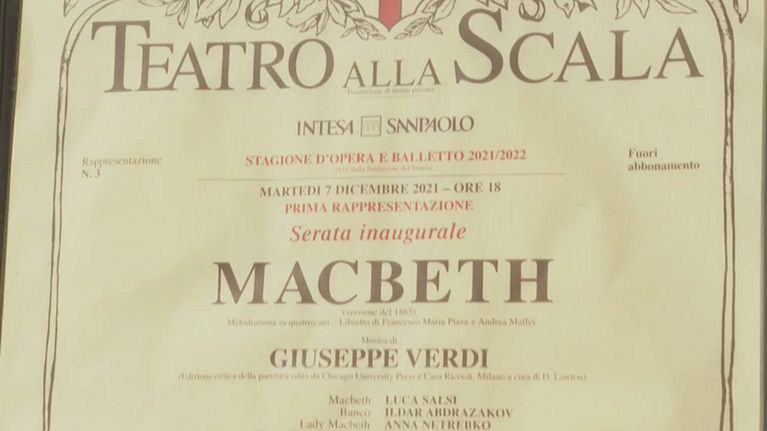 TEATRO ALLA SCALA
Fondazione di diritto privato
INTESA SANPAOLO
Rappresentazione
N. 3
STAGIONE D'OPERA E BALLETTO 2021/2022
Fuori
abbonamento
MARTEDÌ 7 DICEMBRE 2021 – ORE 18
PRIMA RAPPRESENTAZIONE
Serata inaugurale
MACBETH
(versione del 1865)
Melodramma in quattro atti - Libretto di Francesco Maria Piave e Andrea Maffei
Musica di
GIUSEPPE VERDI
(Edizione critica della partitura edita da Chicago University Press e Casa Ricordi, Milano a cura di D. Lawton)
Macbeth LUCA SALSI
Banco ILDAR ABDRAZAKOV
Lady Macbeth ANNA NETREBKO